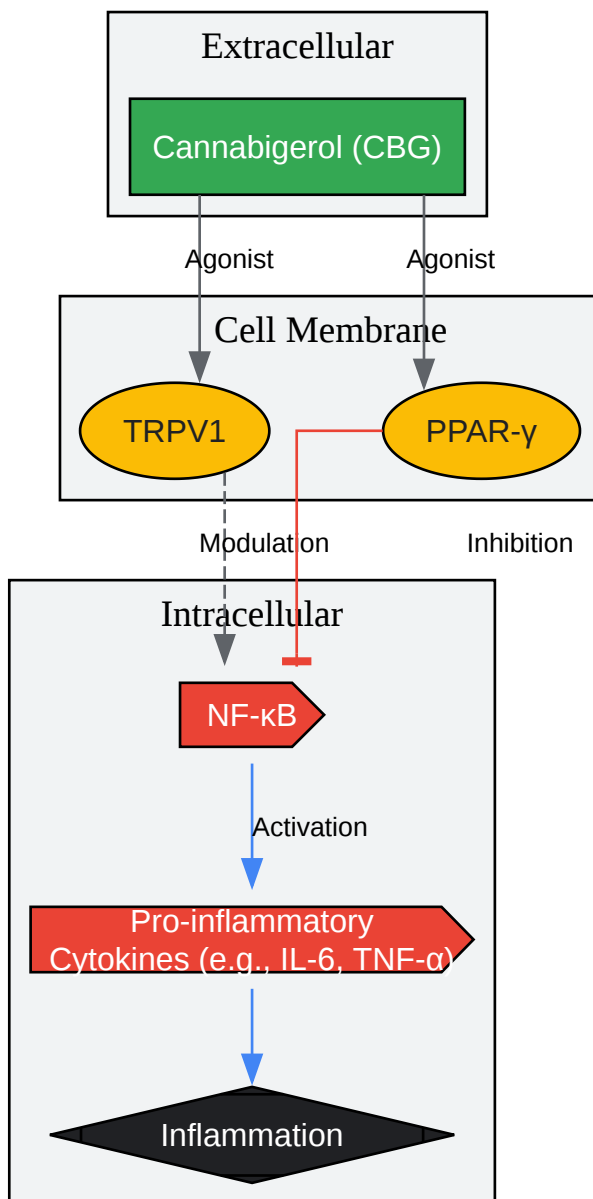 Extracellular
Cannabigerol (CBG)
Agonist
Agonist
Cell Membrane
TRPV1
PPAR-γ
Modulation
Inhibition
Intracellular
NF-κB
Activation
Pro-inflammatory
Cytokines (e.g., IL-6, TNF-α)
Inflammation